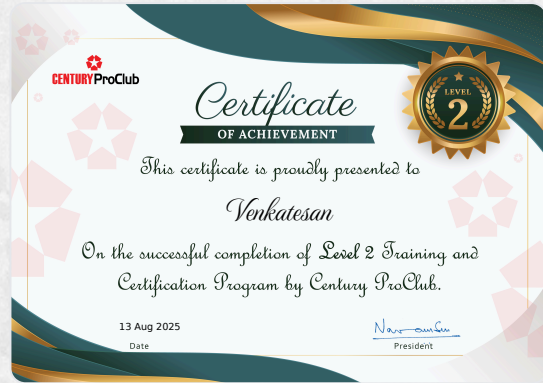 CENTURY ProClub
Certificate
OF ACHIEVEMENT
LEVEL
2
This certificate is proudly presented to
Venkatesan
On the successful completion of Level 2 Training and
Certification Program by Century ProClub.
13 Aug 2025
Date
President